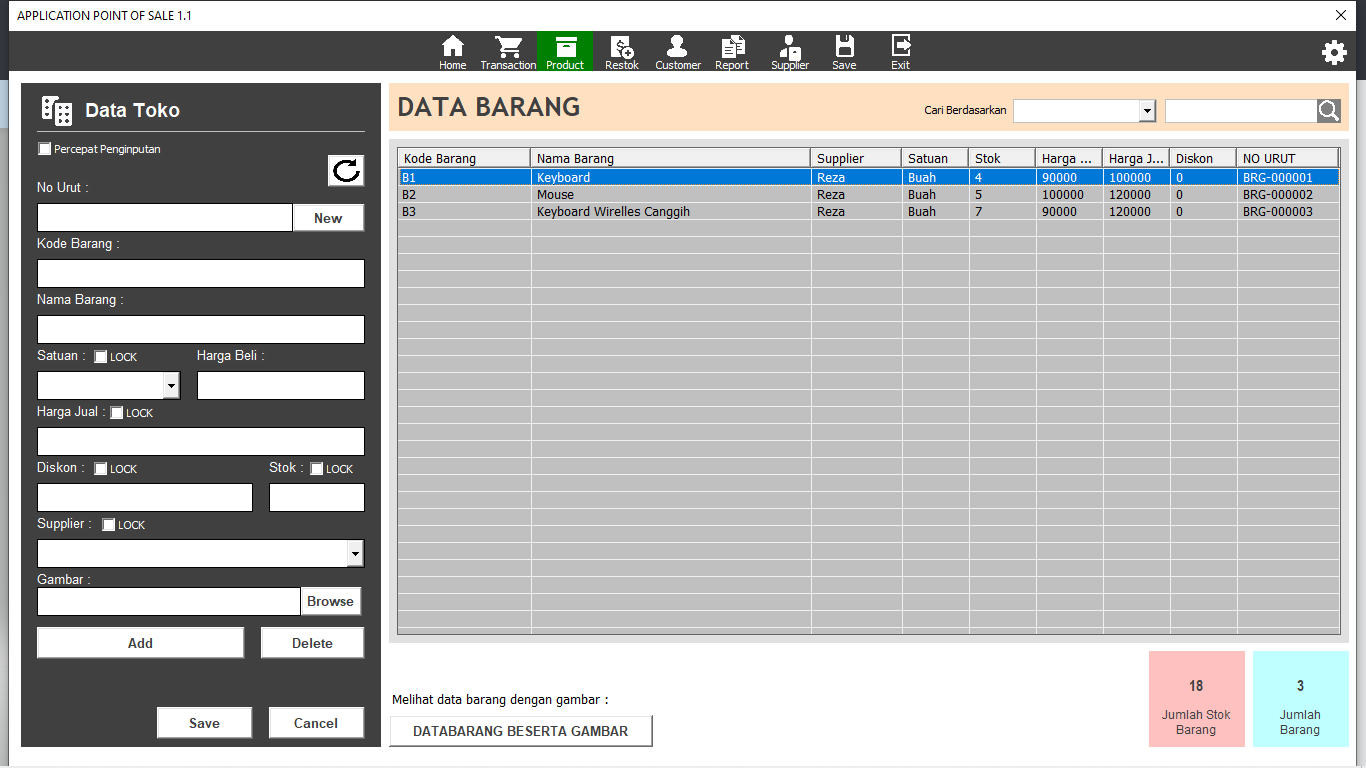 APPLICATION POINT OF SALE 1.1
Home Transaction Product Restok Customer Report Supplier Save Exit
Data Toko
Percepat Penginputan
No Urut :
New
Kode Barang :
Nama Barang :
Satuan : LOCK Harga Beli :
Harga Jual : LOCK
Diskon : LOCK Stok : LOCK
Supplier : LOCK
Gambar :
Browse
Add Delete
Save Cancel
DATA BARANG
Cari Berdasarkan
Kode Barang Nama Barang Supplier Satuan Stok Harga ... Harga J... Diskon NO URUT
B1 Keyboard Reza Buah 4 90000 100000 0 BRG-000001
B2 Mouse Reza Buah 5 100000 120000 0 BRG-000002
B3 Keyboard Wirelles Canggih Reza Buah 7 90000 120000 0 BRG-000003
Melihat data barang dengan gambar :
DATABARANG BESERTA GAMBAR
18
Jumlah Stok
Barang
3
Jumlah
Barang